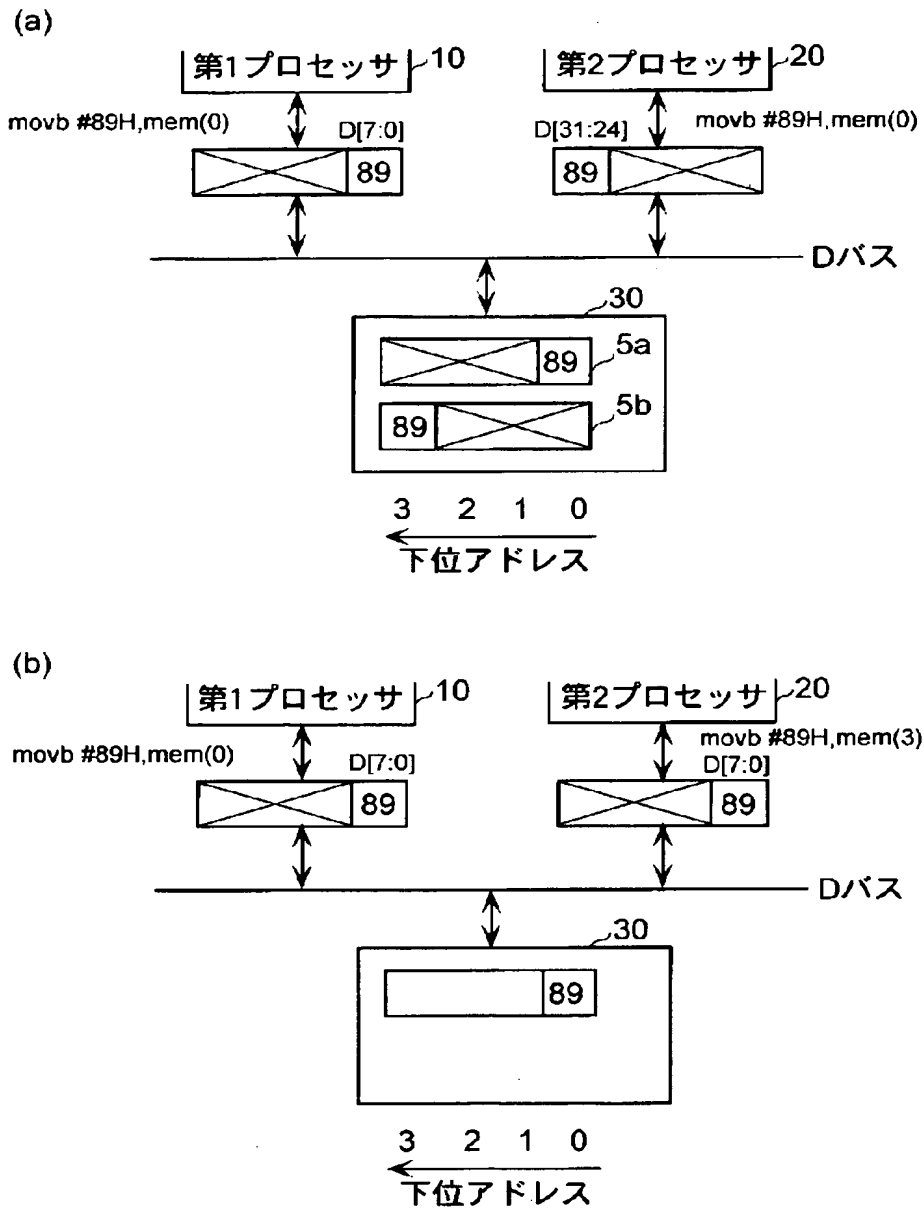 (a)
第1プロセッサ 10 第2プロセッサ 20
movb #89H,mem(0) D[7:0] D[31:24] movb #89H,mem(0)
89 89
Dバス
30
89 5a
89 5b
3 2 1 0
下位アドレス
(b)
第1プロセッサ 10 第2プロセッサ 20
movb #89H,mem(0) D[7:0] movb #89H,mem(3)
D[7:0]
89 89
Dバス
30
89
3 2 1 0
下位アドレス